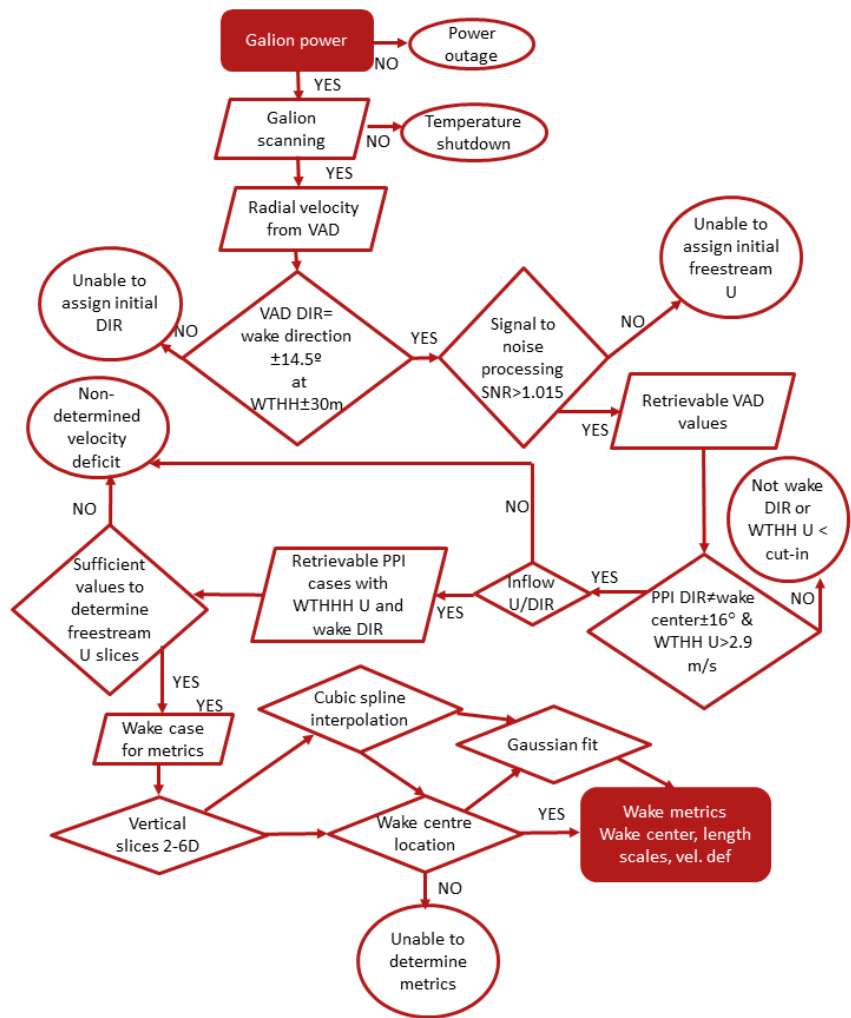 Galion power
NO
Power
outage
YES
Galion
scanning
NO
Temperature
shutdown
YES
Radial velocity
from VAD
Unable to
assign initial
freestream
U
Unable to
assign initial
DIR
NO
VAD DIR=
wake direction
±14.5º
at
WTHH±30m
YES
Signal to
noise
processing
SNR>1.015
NO
YES
Retrievable VAD
values
Non-
determined
velocity
deficit
NO
NO
Not wake
DIR or
WTHH U <
cut-in
NO
Sufficient
values to
determine
freestream
U slices
Retrievable PPI
cases with
WTHHH U and
wake DIR
YES
Inflow
U/DIR
YES
PPI DIR≠wake
center±16° &
WTHH U>2.9
m/s
YES
YES
Wake case
for metrics
Cubic spline
interpolation
Gaussian fit
Vertical
slices 2-6D
Wake centre
location
YES
Wake metrics
Wake center, length
scales, vel. def
NO
Unable to
determine
metrics